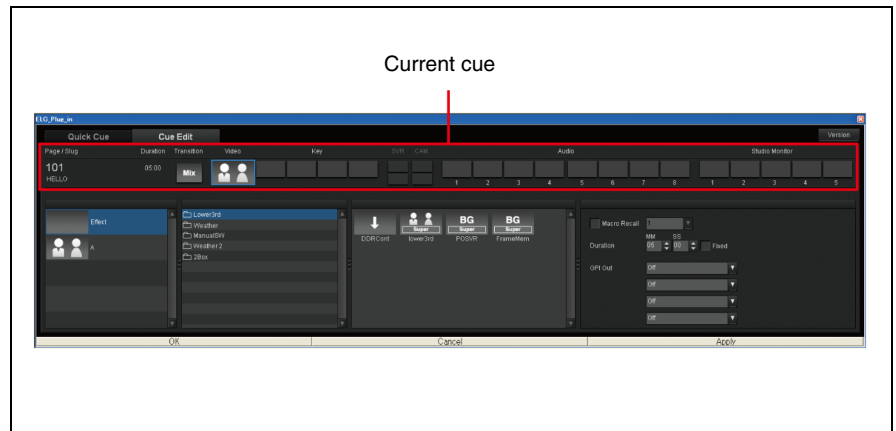 Current cue
ELC_Plug_in
Quick Cue Cue Edit Version
Page / Slug Duration Transition Video Key SVR CAM Audio Studio Monitor
101 05:00 Mix
HELLO
1 2 3 4 5 6 7 8 1 2 3 4 5
Effect
A
Lower3rd
Weather
ManualSW
Weather2
2Box
Super BG Super BG Super
DDRCont lower3rd POSVR FrameMem
Macro Recall 1
MM SS
Duration 05 00 Fixed
GPI Out Off
Off
Off
Off
OK Cancel Apply